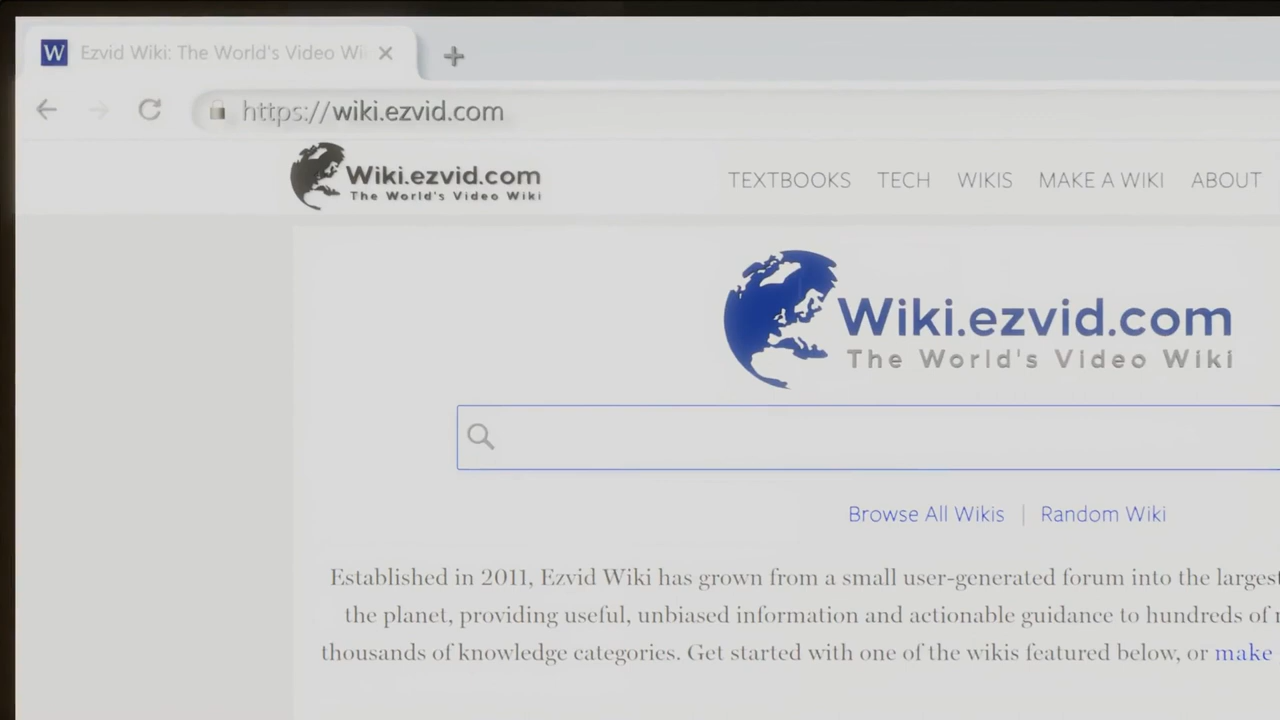 W Ezvid Wiki: The World's Video Wi
https://wiki.ezvid.com
Wiki.ezvid.com
The World's Video Wiki
TEXTBOOKS TECH WIKIS MAKE A WIKI ABOUT
Wiki.ezvid.com
The World's Video Wiki
Browse All Wikis | Random Wiki
Established in 2011, Ezvid Wiki has grown from a small user-generated forum into the largest
the planet, providing useful, unbiased information and actionable guidance to hundreds of
thousands of knowledge categories. Get started with one of the wikis featured below, or make